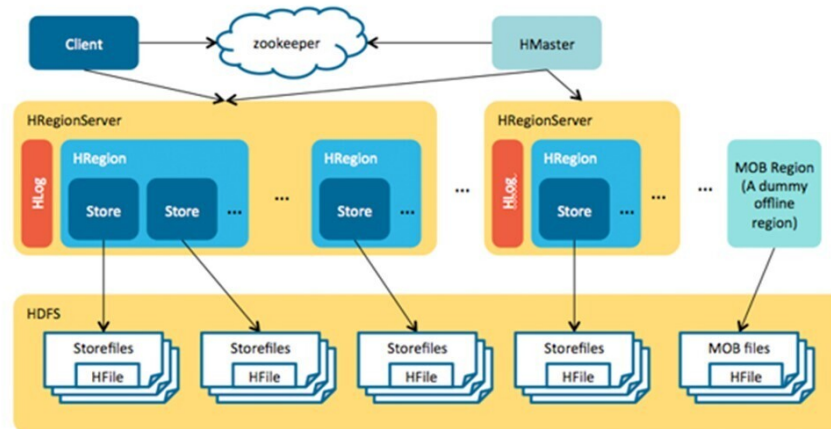 Client
zookeeper
HMaster
HRegionServer
HRegionServer
HLog
HRegion
Store
Store
...
...
HRegion
Store
...
...
HLog
HRegion
Store
...
...
...
MOB Region
(A dummy
offline
region)
HDFS
Storefiles
HFile
Storefiles
HFile
Storefiles
HFile
Storefiles
HFile
MOB files
HFile